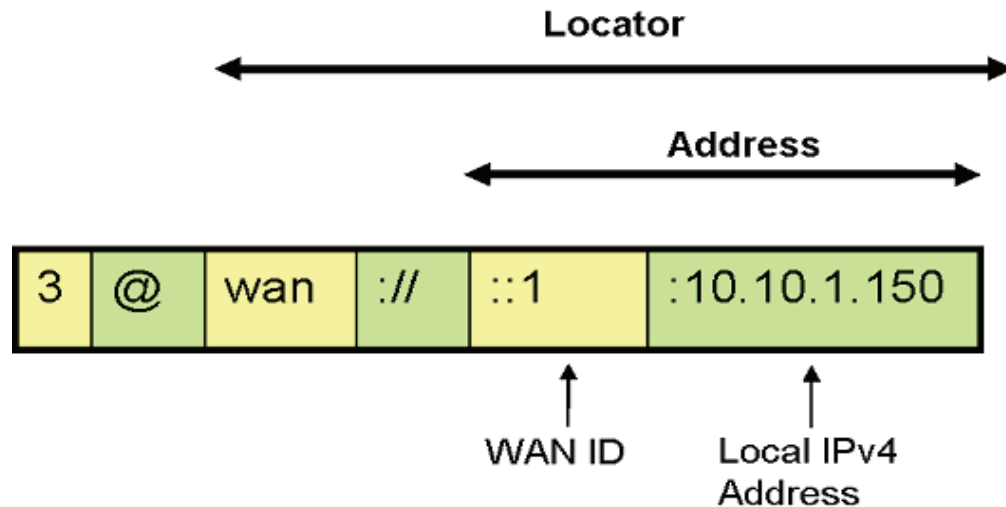 Locator
Address
3 @ wan :// ::1 :10.10.1.150
WAN ID
Local IPv4
Address